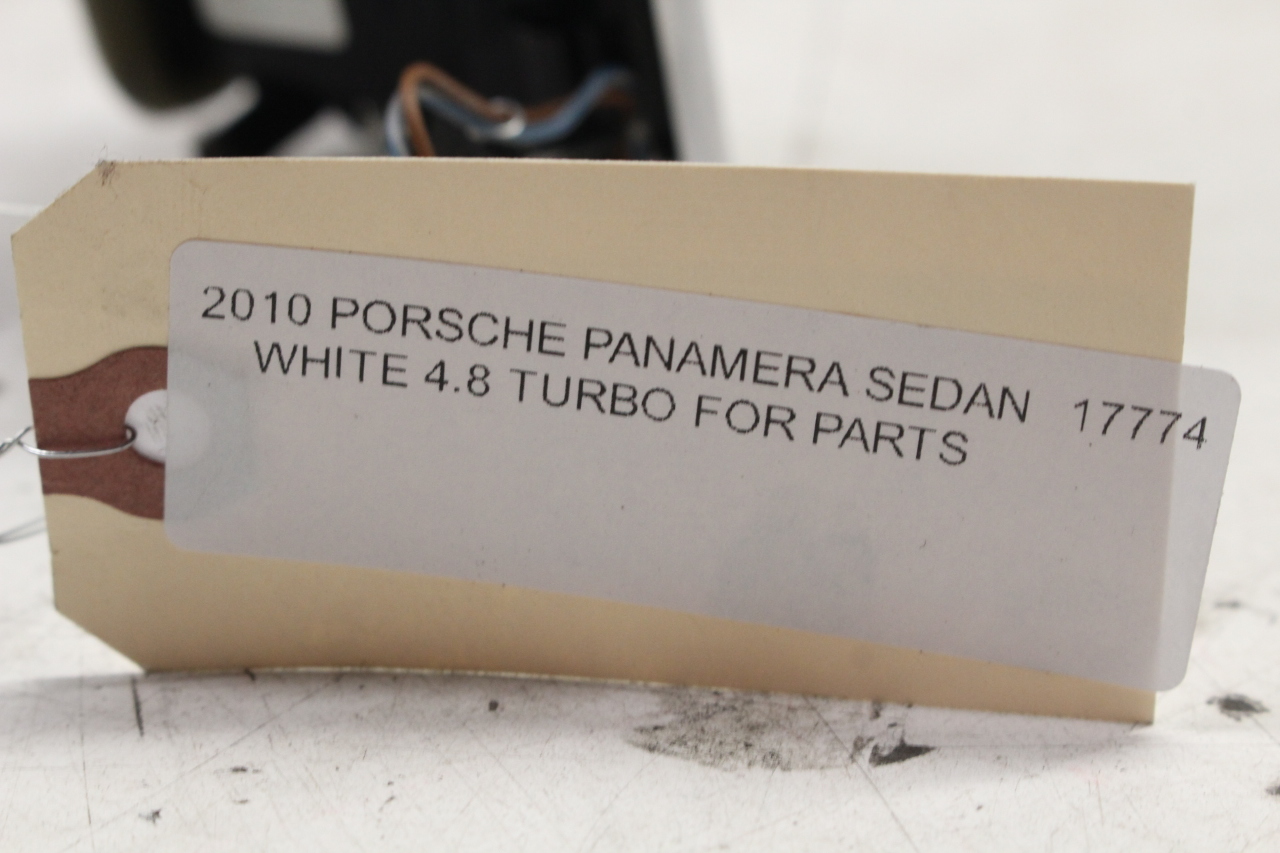 2010 PORSCHE PANAMERA SEDAN 17774
WHITE 4.8 TURBO FOR PARTS